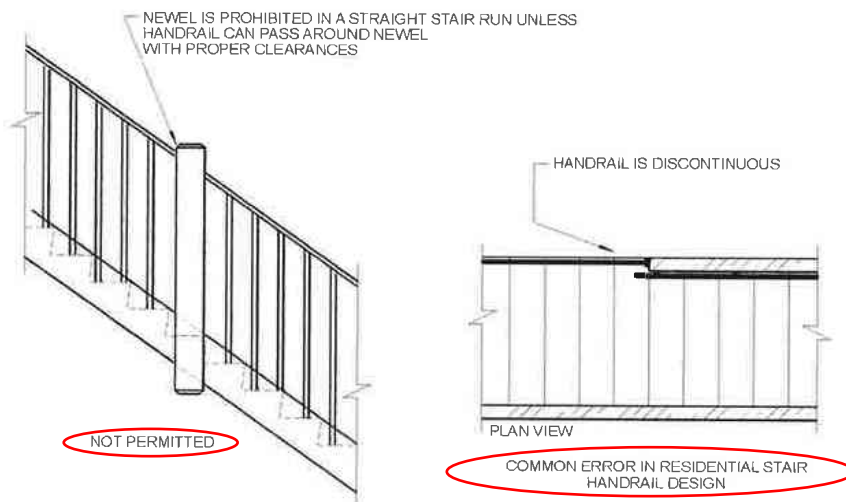 NEWEL IS PROHIBITED IN A STRAIGHT STAIR RUN UNLESS
HANDRAIL CAN PASS AROUND NEWEL
WITH PROPER CLEARANCES
HANDRAIL IS DISCONTINUOUS
NOT PERMITTED
PLAN VIEW
COMMON ERROR IN RESIDENTIAL STAIR
HANDRAIL DESIGN